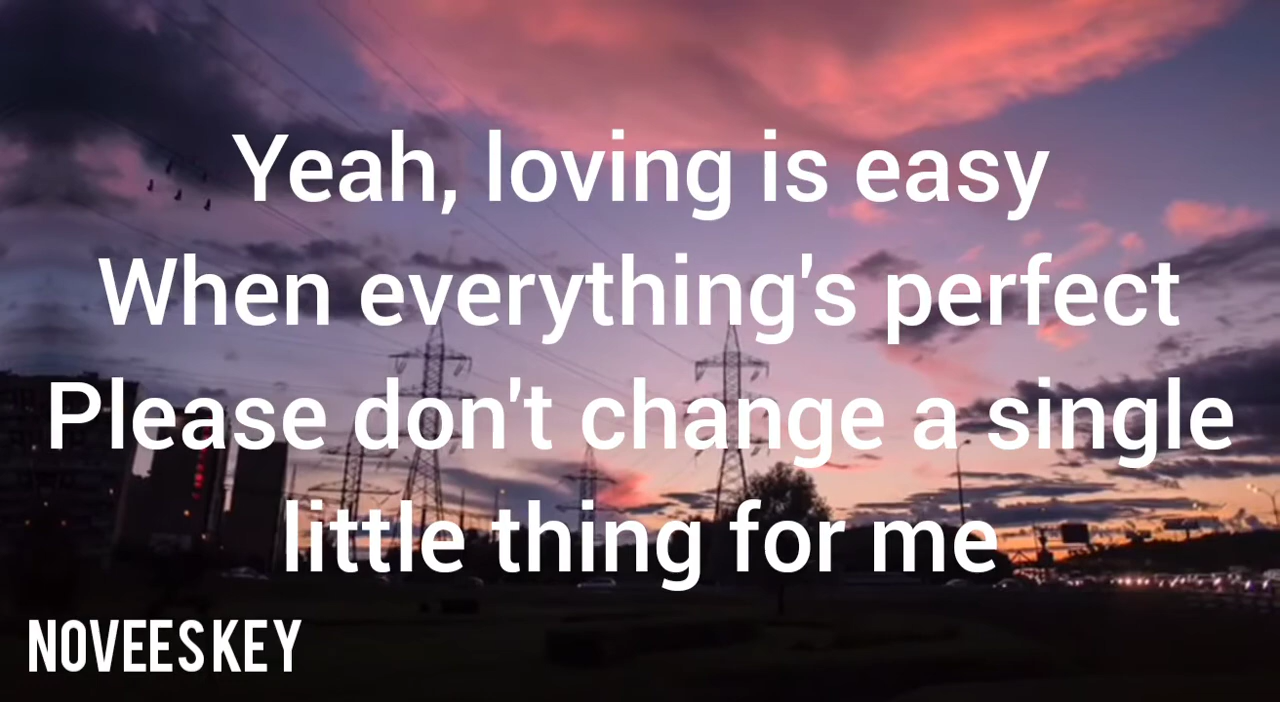 Yeah, loving is easy
When everything's perfect
Please don't change a single
little thing for me
NOVEESKEY